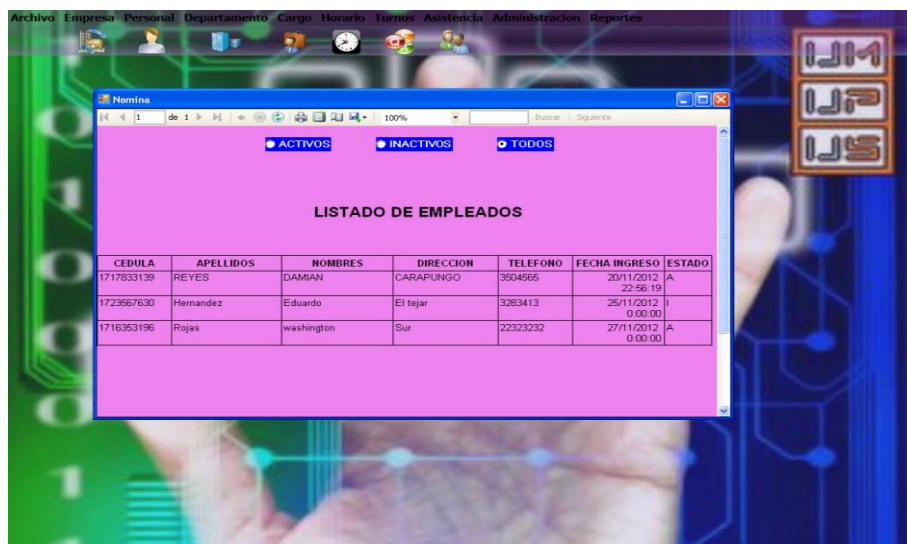 Archivo Empresa Personal Departamento Cargo Horario Turnos Asistencia Administracion Reportes
Nomina
1 de 1 100% Buscar | Siguiente
ACTIVOS INACTIVOS TODOS
LISTADO DE EMPLEADOS
CEDULA APELLIDOS NOMBRES DIRECCION TELEFONO FECHA INGRESO ESTADO
1717833139 REYES DAMIAN CARAPUNGO 3504565 20/11/2012 A
22:56:19
1723567630 Hernandez Eduardo El tejar 3283413 25/11/2012 I
0:00:00
1716353196 Rojas washington Sur 22323232 27/11/2012 A
0:00:00